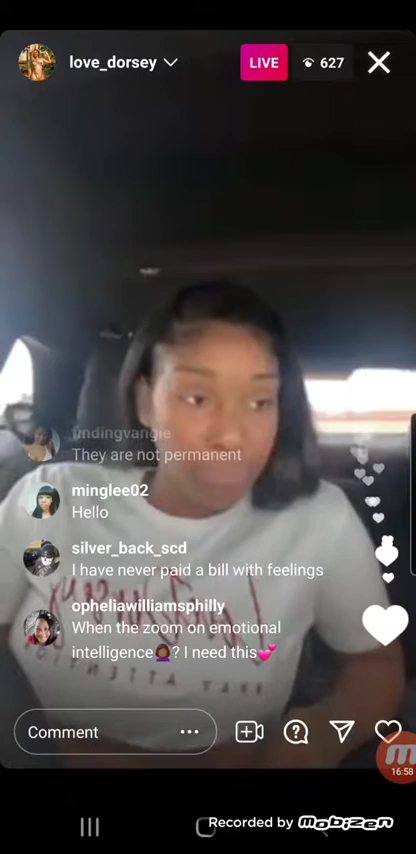 love_dorsey
LIVE
627
findingvangie
They are not permanent
minglee02
Hello
silver_back_scd
I have never paid a bill with feelings
opheliawilliamsphilly
When the zoom on emotional
intelligence🤦🏾‍♀️? I need this💕
Comment
16:58
Recorded by mobizen